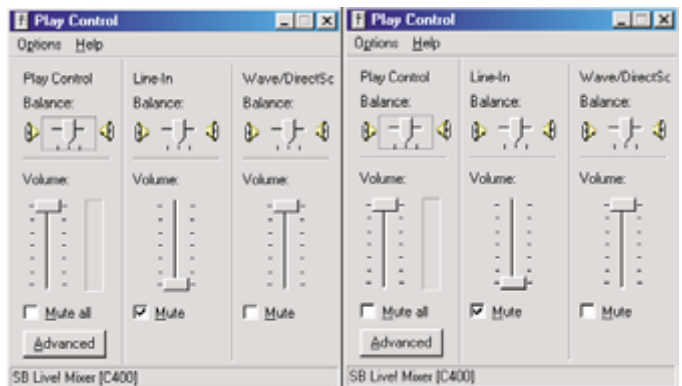 Play Control
Options Help
Play Control Line-In Wave/DirectSc
Balance: Balance: Balance:
Volume: Volume: Volume:
Mute all Mute Mute
Advanced
SB Live! Mixer [C400]
Play Control
Options Help
Play Control Line-In Wave/DirectSc
Balance: Balance: Balance:
Volume: Volume: Volume:
Mute all Mute Mute
Advanced
SB Live! Mixer [C400]